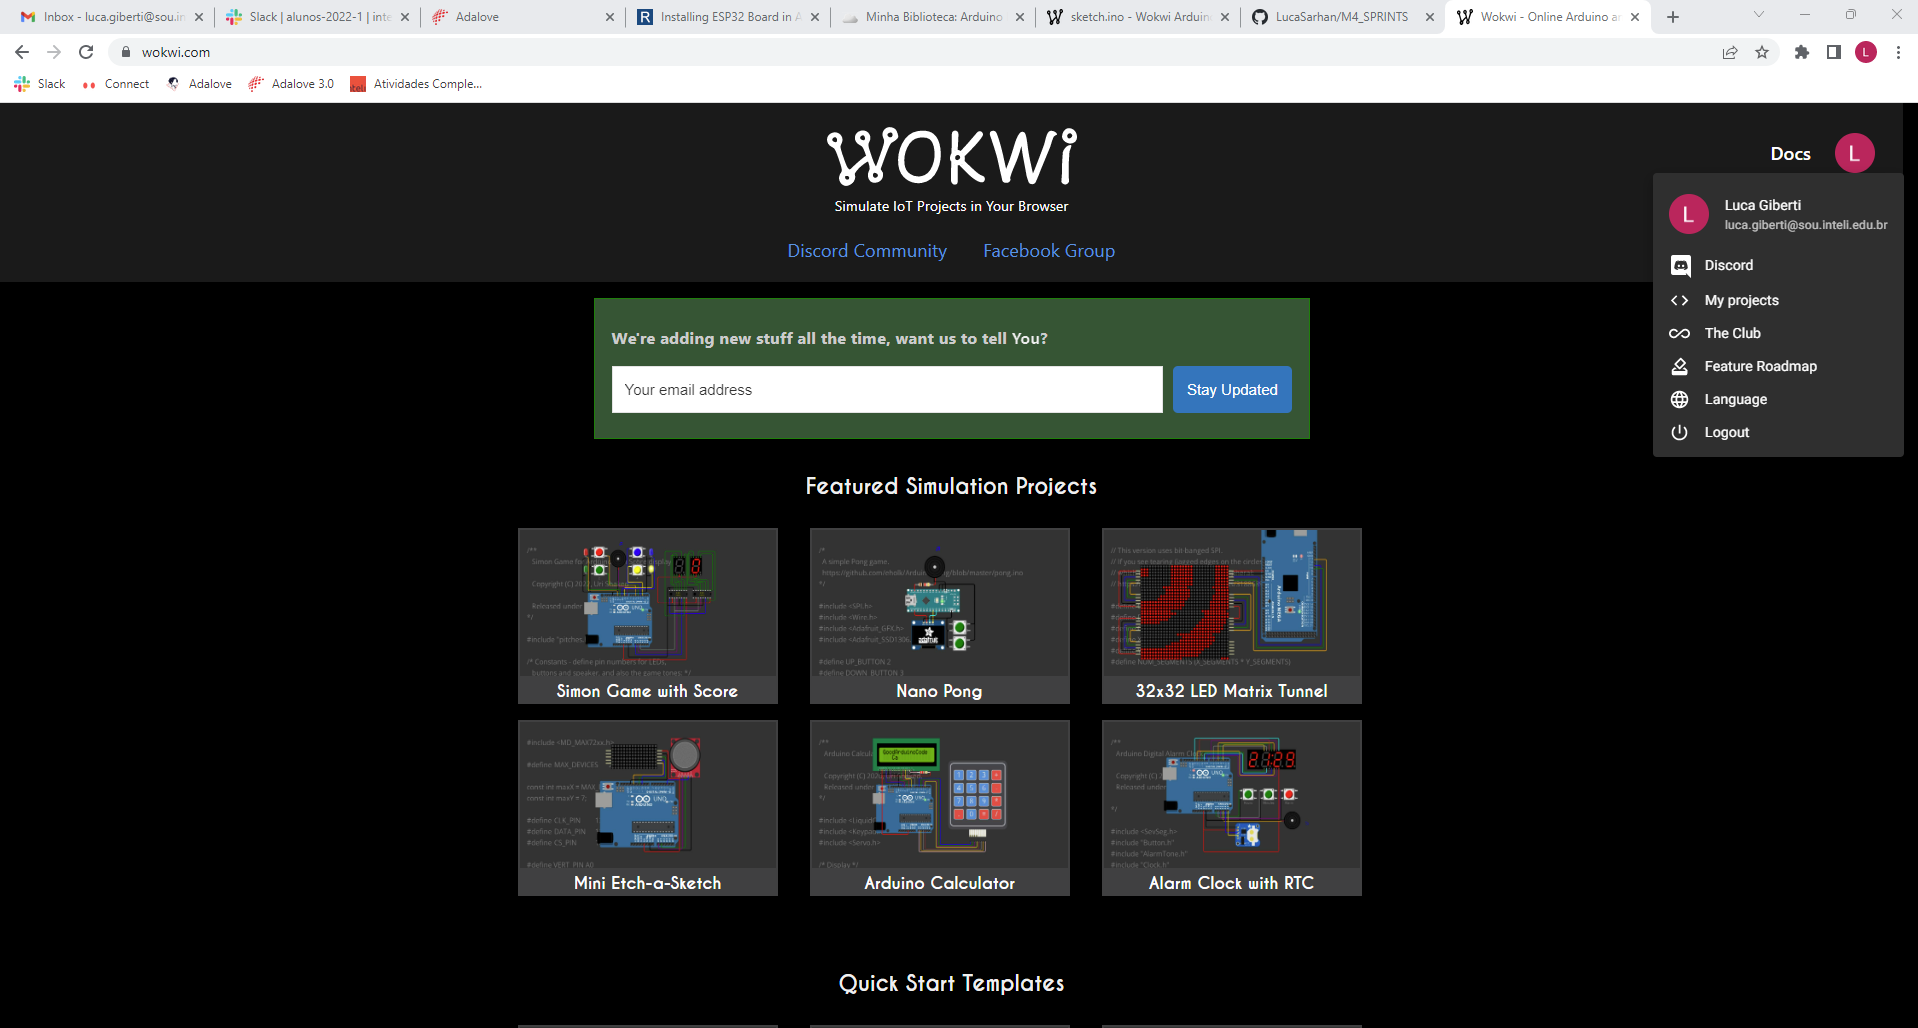 Inbox - luca.giberti@sou.in
Slack | alunos-2022-1 | inte
Adalove
Installing ESP32 Board in A
Minha Biblioteca: Arduino
sketch.ino - Wokwi Arduin
LucaSarhan/M4_SPRINTS
Wokwi - Online Arduino an
wokwi.com
L
Slack
Connect
Adalove
Adalove 3.0
Atividades Comple...
WOKWi
Simulate IoT Projects in Your Browser
Docs
L
Discord Community
Facebook Group
L
Luca Giberti
luca.giberti@sou.inteli.edu.br
Discord
My projects
The Club
Feature Roadmap
Language
Logout
We're adding new stuff all the time, want us to tell You?
Your email address
Stay Updated
Featured Simulation Projects
Simon Game with Score
Nano Pong
32x32 LED Matrix Tunnel
Mini Etch-a-Sketch
Arduino Calculator
Alarm Clock with RTC
Quick Start Templates